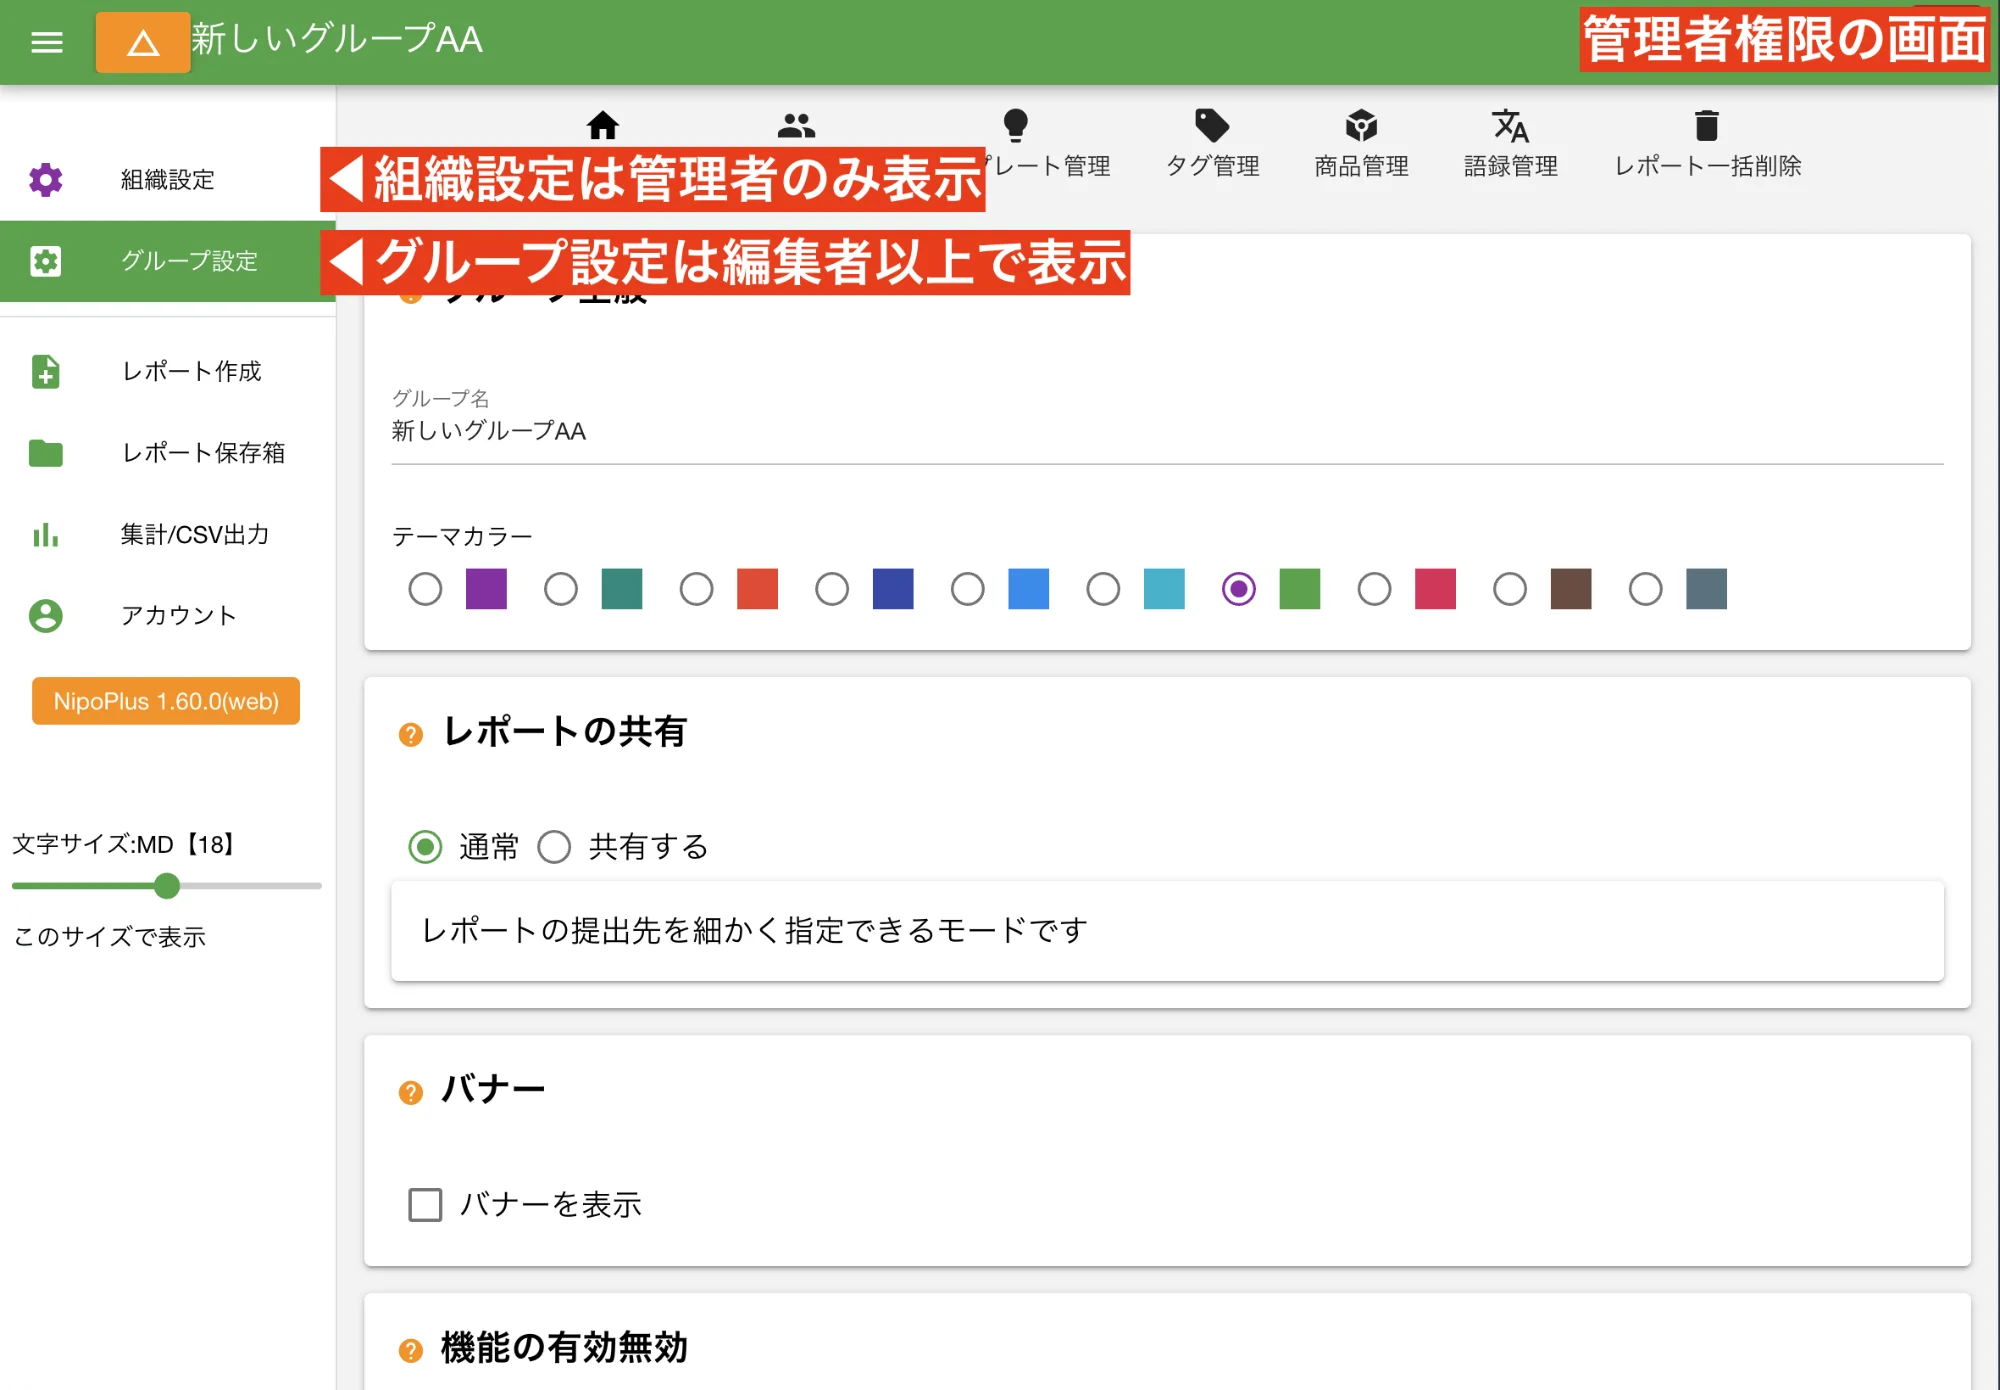 新しいグループAA
管理者権限の画面
組織設定
◀組織設定は管理者のみ表示
レート管理
タグ管理
商品管理
語録管理
レポート一括削除
グループ設定
◀グループ設定は編集者以上で表示
グループ名
新しいグループAA
テーマカラー
レポート作成
レポート保存箱
集計/CSV出力
アカウント
NipoPlus 1.60.0(web)
文字サイズ:MD【18】
このサイズで表示
レポートの共有
通常
共有する
レポートの提出先を細かく指定できるモードです
バナー
バナーを表示
機能の有効無効